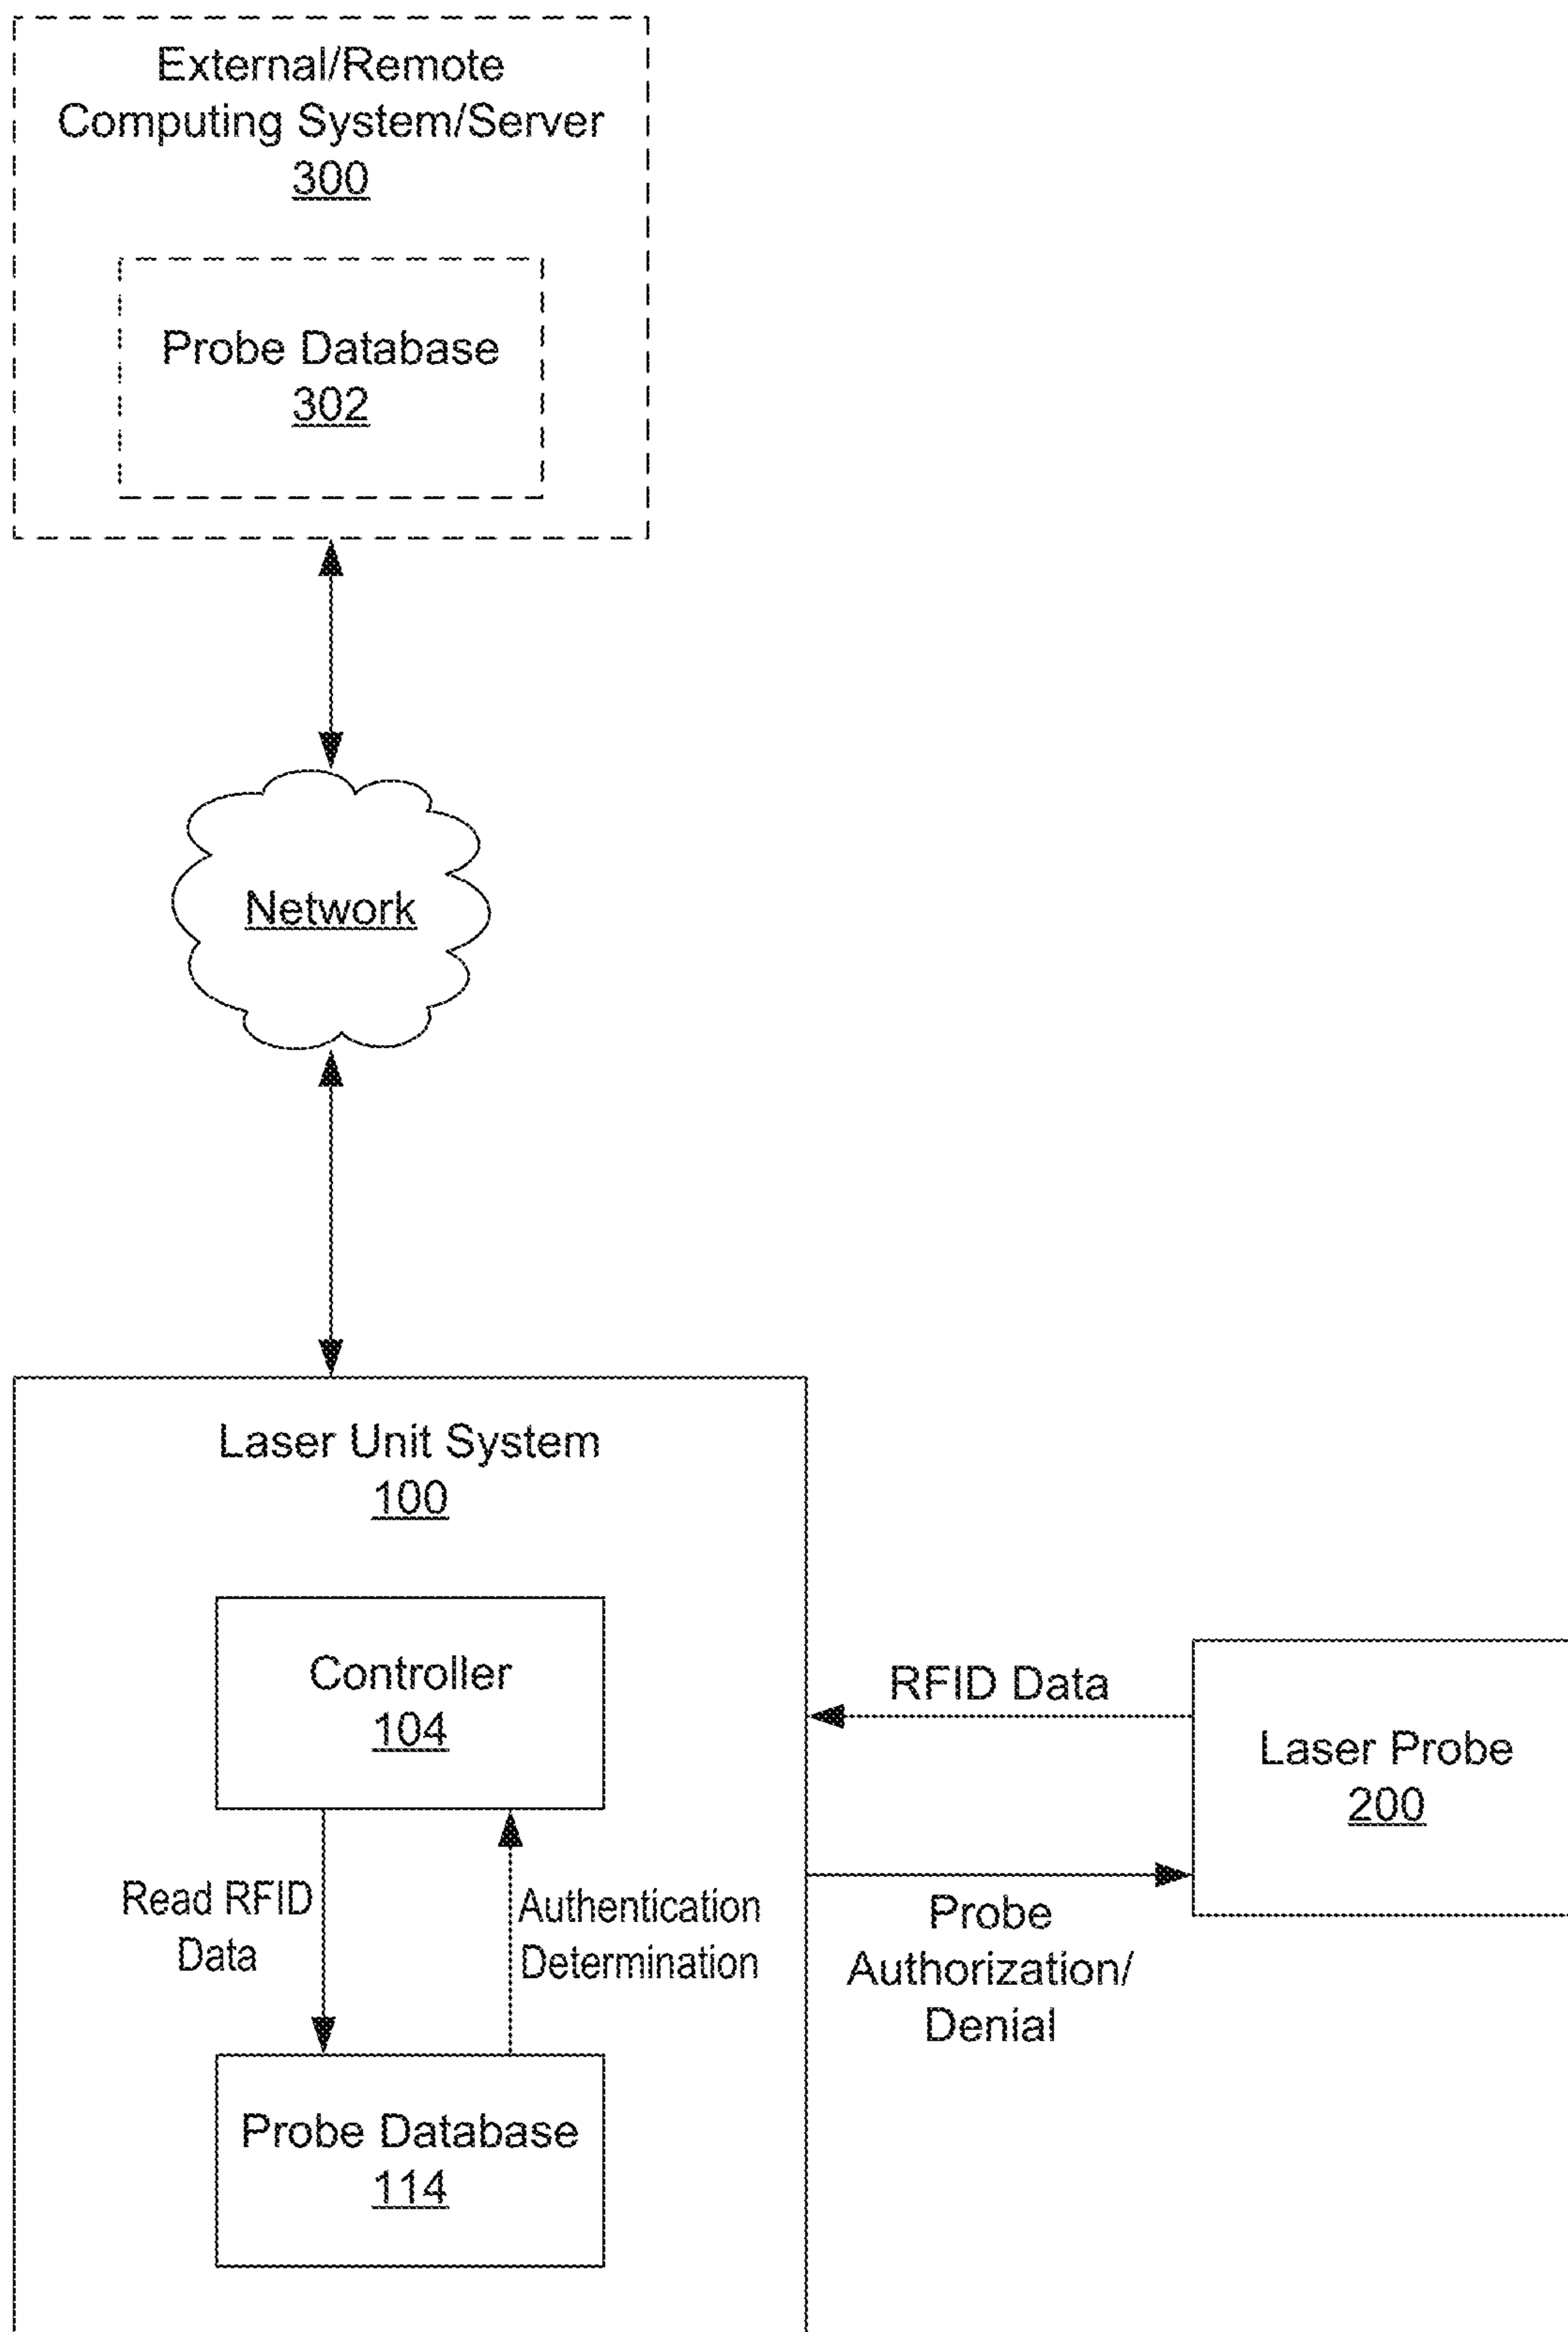 External/Remote
Computing System/Server
300
Probe Database
302
Network
Laser Unit System
100
Controller
104
Read RFID
Data
Authentication
Determination
Probe Database
114
RFID Data
Probe
Authorization/
Denial
Laser Probe
200